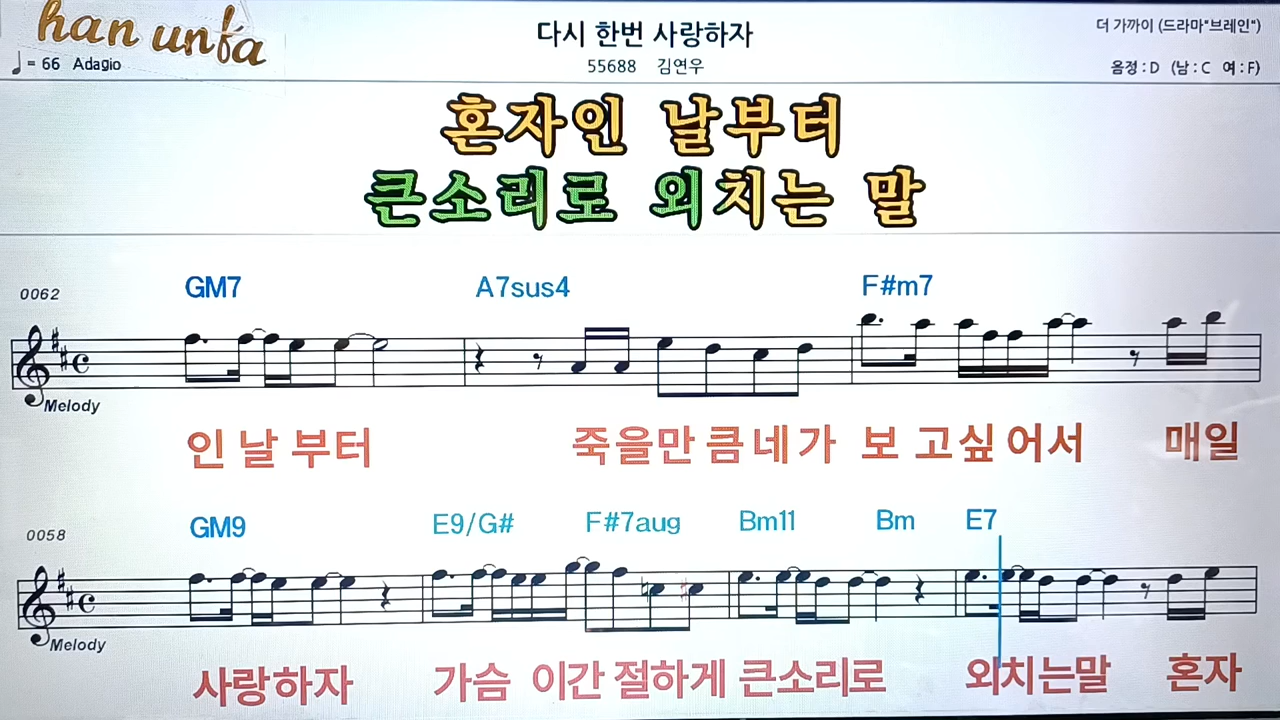 han unfa
다시 한번 사랑하자
더 가까이 (드라마"브레인")
♩= 66 Adagio
55688 김연우
음정 : D (남 : C 여 : F)
혼자인 날부터
큰소리로 외치는 말
0062
GM7 A7sus4 F#m7
Melody
인 날 부터 죽을만 큼 네 가 보 고싶 어서 매일
0058
GM9 E9/G# F#7aug Bm11 Bm E7
Melody
사랑하자 가슴 이간 절하게 큰소리로 외치는말 혼자